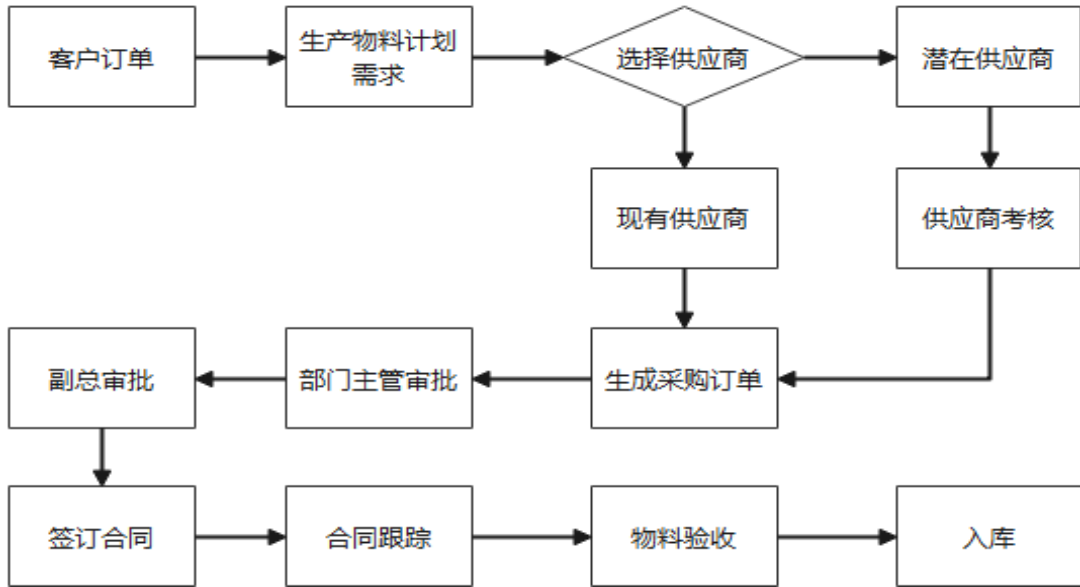 客户订单
生产物料计划
需求
选择供应商
潜在供应商
现有供应商
供应商考核
副总审批
部门主管审批
生成采购订单
签订合同
合同跟踪
物料验收
入库